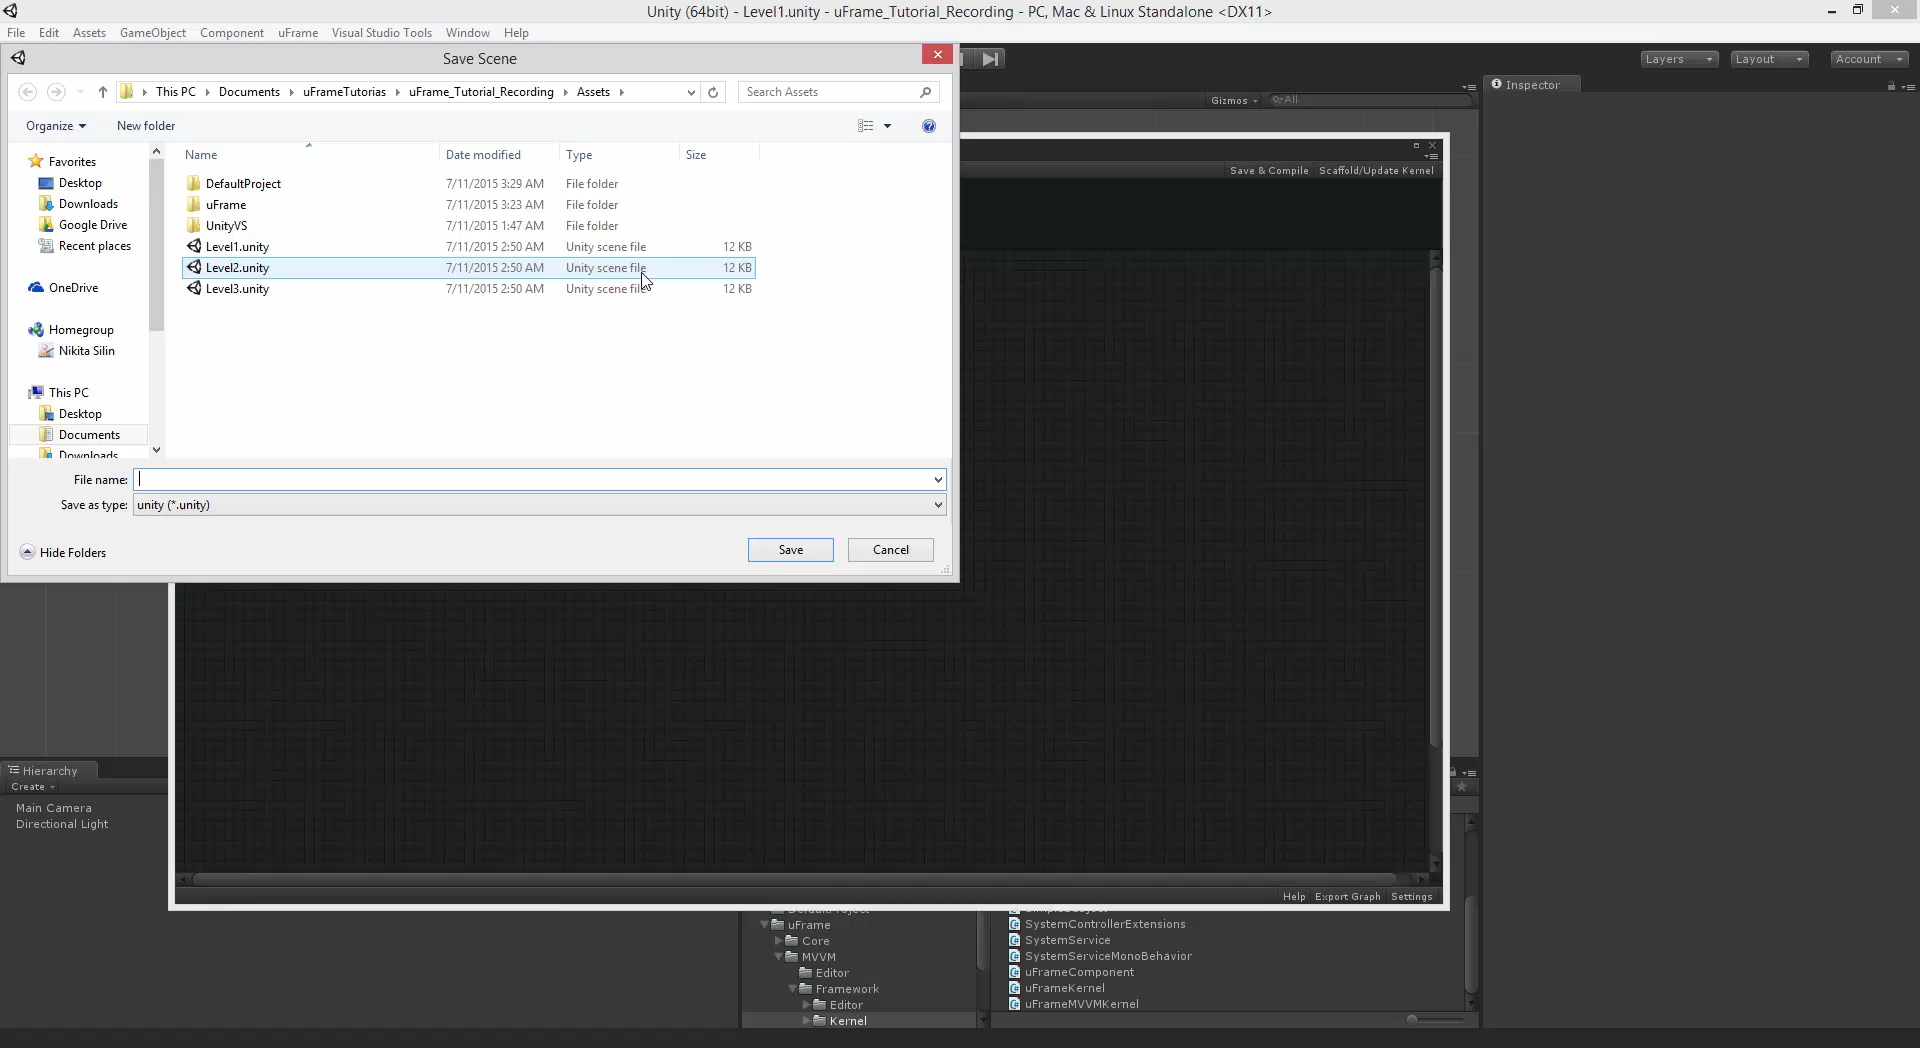 Unity (64bit) - Level1.unity - uFrame_Tutorial_Recording - PC, Mac & Linux Standalone <DX11>
File Edit Assets GameObject Component uFrame Visual Studio Tools Window Help
Save Scene
Layers Layout Account
This PC Documents uFrameTutorias uFrame_Tutorial_Recording Assets Search Assets
Inspector
Gizmos All
Organize New folder
Name Date modified Type Size
Favorites
Desktop
Downloads
Google Drive
Recent places
OneDrive
Homegroup
Nikita Silin
This PC
Desktop
Documents
Downloads
DefaultProject 7/11/2015 3:29 AM File folder
uFrame 7/11/2015 3:23 AM File folder
UnityVS 7/11/2015 1:47 AM File folder
Level1.unity 7/11/2015 2:50 AM Unity scene file 12 KB
Level2.unity 7/11/2015 2:50 AM Unity scene file 12 KB
Level3.unity 7/11/2015 2:50 AM Unity scene file 12 KB
Save & Compile Scaffold/Update Kernel
File name:
Save as type: unity (*.unity)
Hide Folders Save Cancel
Hierarchy
Create
Main Camera
Directional Light
Help Export Graph Settings
DefaultProject
uFrame
Core
MVVM
Editor
Framework
Editor
Kernel
SystemControllerExtensions
SystemService
SystemServiceMonoBehavior
uFrameComponent
uFrameKernel
uFrameMVVMKernel